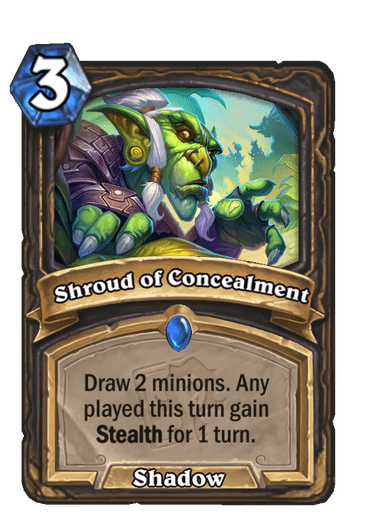 3
Shroud of Concealment
Draw 2 minions. Any
played this turn gain
Stealth for 1 turn.
Shadow